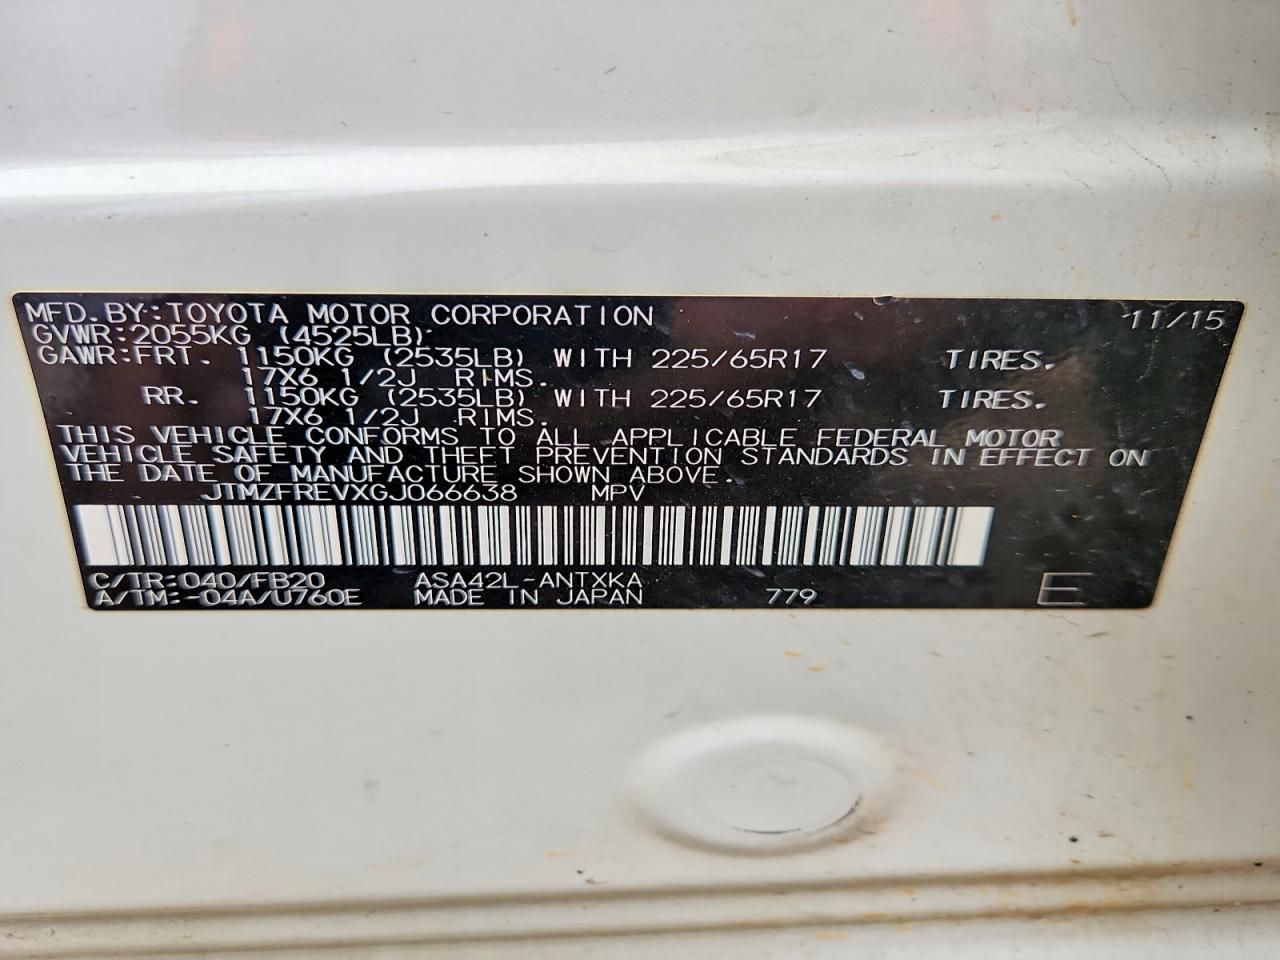 MFD.BY:TOYOTA MOTOR CORPORATION 11/15
GVWR:2055KG (4525LB)
GAWR:FRT. 1150KG (2535LB) WITH 225/65R17 TIRES.
17X6 1/2J RIMS.
RR. 1150KG (2535LB) WITH 225/65R17 TIRES.
17X6 1/2J RIMS.
THIS VEHICLE CONFORMS TO ALL APPLICABLE FEDERAL MOTOR
VEHICLE SAFETY AND THEFT PREVENTION STANDARDS IN EFFECT ON
THE DATE OF MANUFACTURE SHOWN ABOVE.
JTMZFREVXGJ066638 MPV
C/TR:040/FB20 ASA42L-ANTXKA
A/TM:-04A/U760E MADE IN JAPAN 779 E